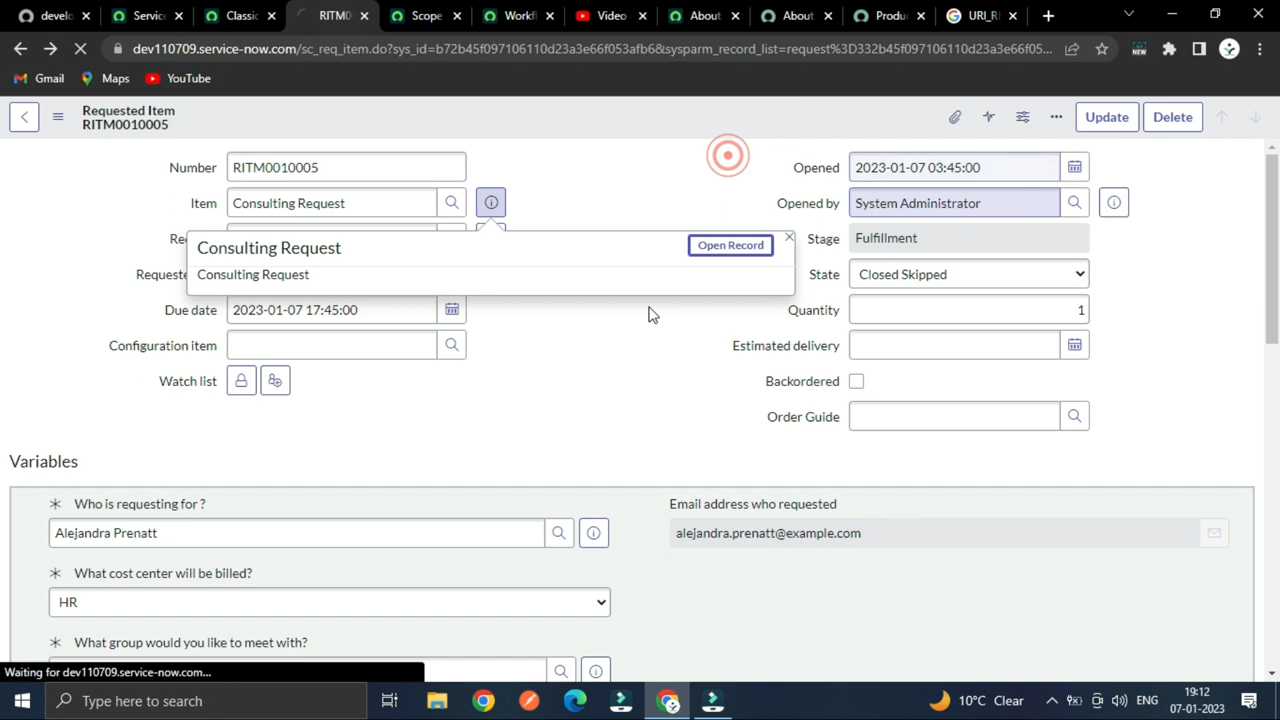 develo
Service
Classic
RITM0
Scope
Workfl
Video
About
About
Produ
URI_RI
dev110709.service-now.com/sc_req_item.do?sys_id=b72b45f097106110d23a3e66f053afb6&sysparm_record_list=request%3D332b45f097106110d23a3e66f05...
NEW
Gmail
Maps
YouTube
Requested Item
RITM0010005
Update
Delete
Number
RITM0010005
Opened
2023-01-07 03:45:00
Item
Consulting Request
Opened by
System Administrator
Consulting Request
Open Record
Stage
Fulfillment
Consulting Request
Requeste
State
Closed Skipped
Due date
2023-01-07 17:45:00
Quantity
1
Configuration item
Estimated delivery
Watch list
Backordered
Order Guide
Variables
Who is requesting for ?
Email address who requested
Alejandra Prenatt
alejandra.prenatt@example.com
What cost center will be billed?
HR
What group would you like to meet with?
Waiting for dev110709.service-now.com...
Type here to search
10°C Clear
ENG
19:12
07-01-2023